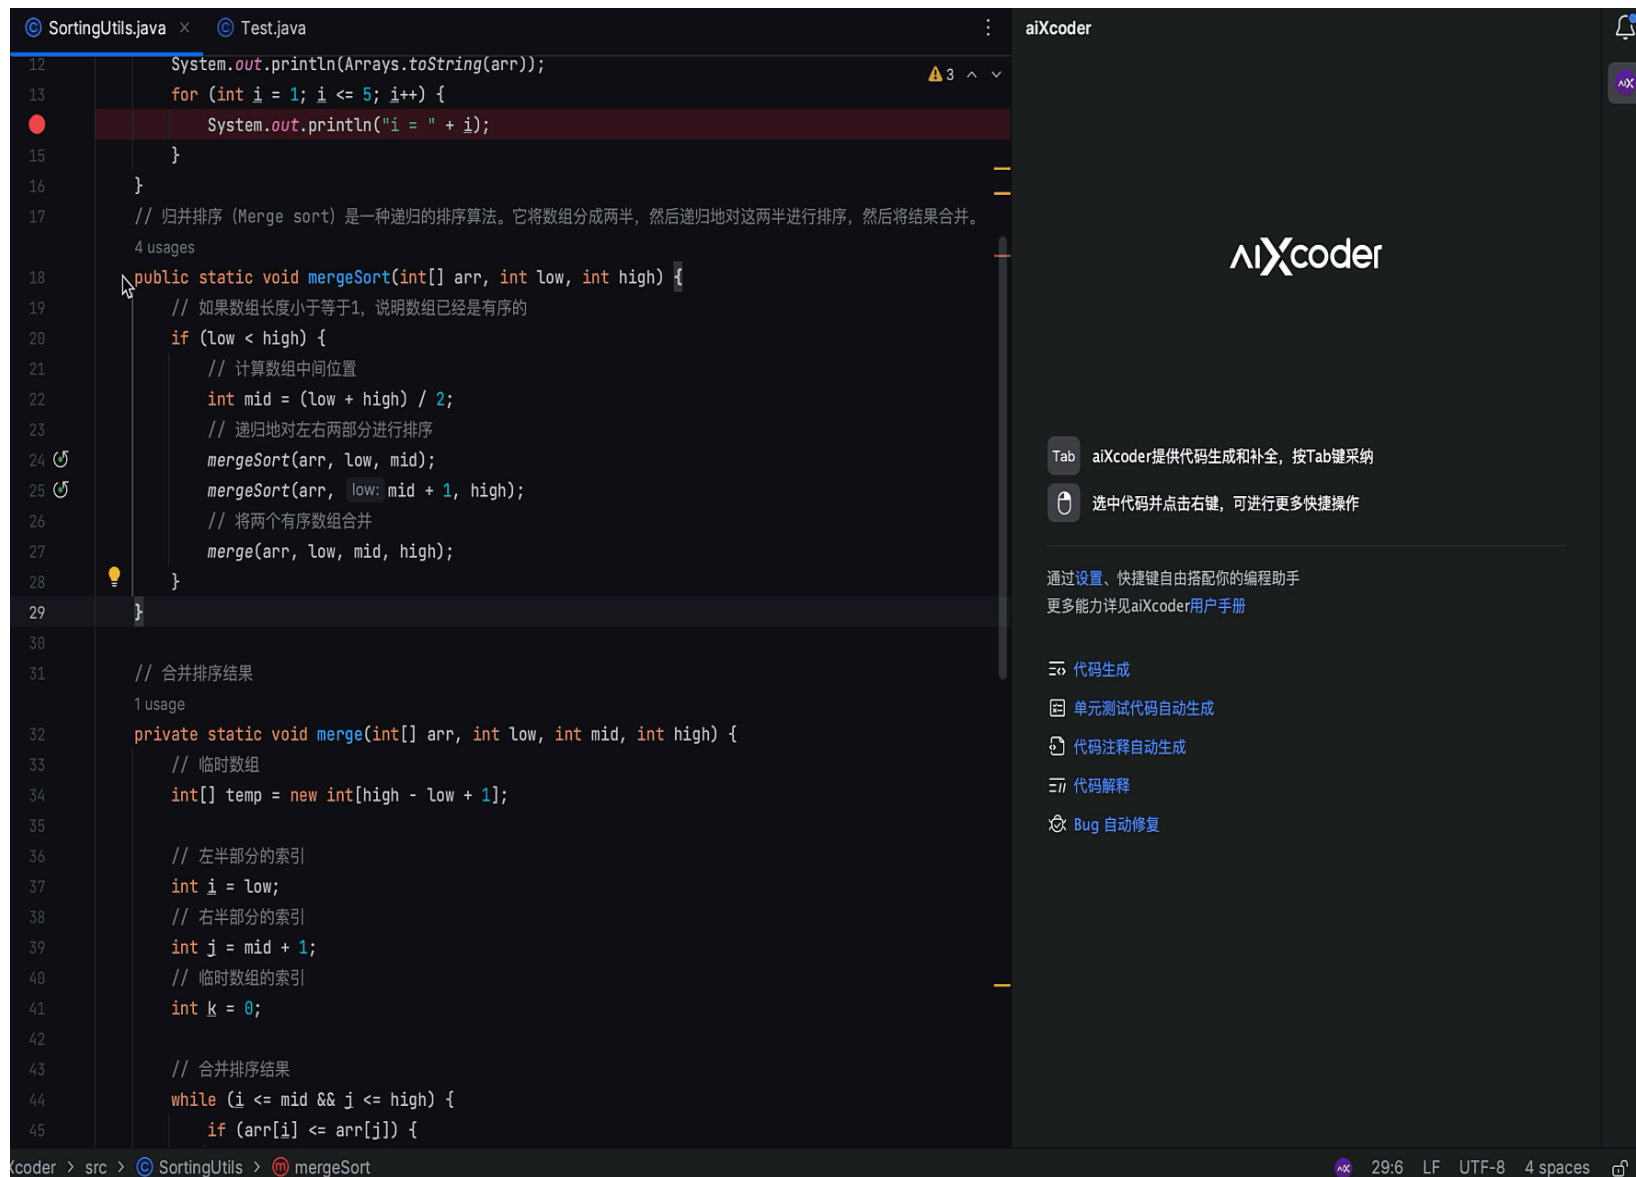 SortingUtils.java
Test.java
aiXcoder
12 System.out.println(Arrays.toString(arr));
3
13 for (int i = 1; i <= 5; i++) {
System.out.println("i = " + i);
15 }
16 }
17 // 归并排序（Merge sort）是一种递归的排序算法。它将数组分成两半，然后递归地对这两半进行排序，然后将结果合并。
4 usages
18 public static void mergeSort(int[] arr, int low, int high) {
19 // 如果数组长度小于等于1，说明数组已经是有序的
20 if (low < high) {
21 // 计算数组中间位置
22 int mid = (low + high) / 2;
23 // 递归地对左右两部分进行排序
24 mergeSort(arr, low, mid);
25 mergeSort(arr, low: mid + 1, high);
26 // 将两个有序数组合并
27 merge(arr, low, mid, high);
28 }
29 }
30
31 // 合并排序结果
1 usage
32 private static void merge(int[] arr, int low, int mid, int high) {
33 // 临时数组
34 int[] temp = new int[high - low + 1];
35
36 // 左半部分的索引
37 int i = low;
38 // 右半部分的索引
39 int j = mid + 1;
40 // 临时数组的索引
41 int k = 0;
42
43 // 合并排序结果
44 while (i <= mid && j <= high) {
45 if (arr[i] <= arr[j]) {
aiXcoder
Tab aiXcoder提供代码生成和补全，按Tab键采纳
选中代码并点击右键，可进行更多快捷操作
通过设置、快捷键自由搭配你的编程助手
更多能力详见aiXcoder用户手册
代码生成
单元测试代码自动生成
代码注释自动生成
代码解释
Bug 自动修复
aiX
Xcoder > src > SortingUtils > mergeSort
aiX 29:6 LF UTF-8 4 spaces